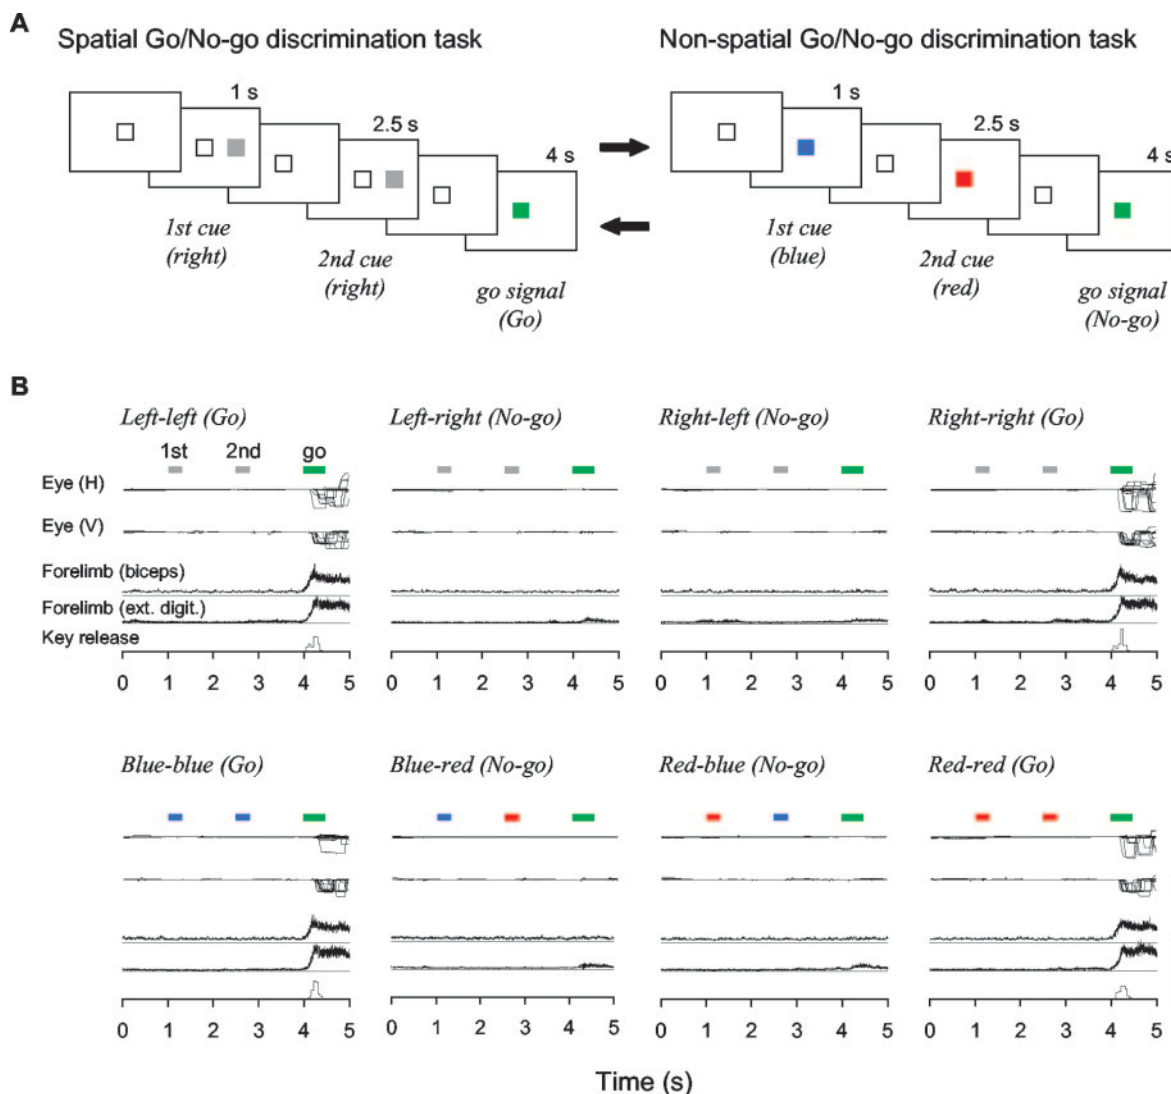 A
Spatial Go/No-go discrimination task
Non-spatial Go/No-go discrimination task
1 s
2.5 s
4 s
1st cue
(right)
2nd cue
(right)
go signal
(Go)
1 s
2.5 s
4 s
1st cue
(blue)
2nd cue
(red)
go signal
(No-go)
B
Left-left (Go)
Left-right (No-go)
Right-left (No-go)
Right-right (Go)
1st 2nd go
Eye (H)
Eye (V)
Forelimb (biceps)
Forelimb (ext. digit.)
Key release
0 1 2 3 4 5
0 1 2 3 4 5
0 1 2 3 4 5
0 1 2 3 4 5
Blue-blue (Go)
Blue-red (No-go)
Red-blue (No-go)
Red-red (Go)
0 1 2 3 4 5
0 1 2 3 4 5
0 1 2 3 4 5
0 1 2 3 4 5
Time (s)